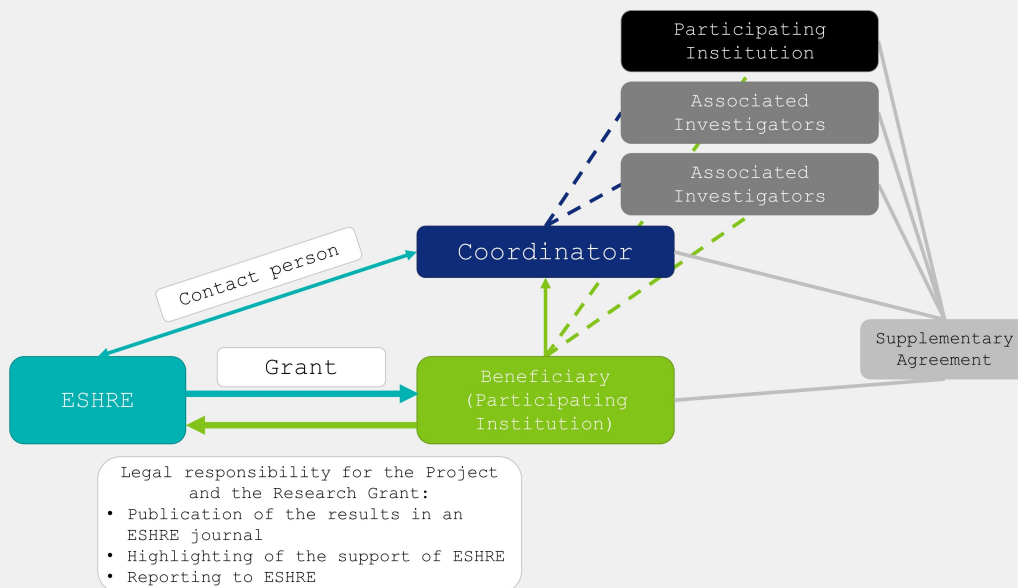 Participating
Institution
Associated
Investigators
Associated
Investigators
Coordinator
Contact person
Supplementary
Agreement
Grant
ESHRE
Beneficiary
(Participating
Institution)
Legal responsibility for the Project
and the Research Grant:
• Publication of the results in an
ESHRE journal
• Highlighting of the support of ESHRE
• Reporting to ESHRE